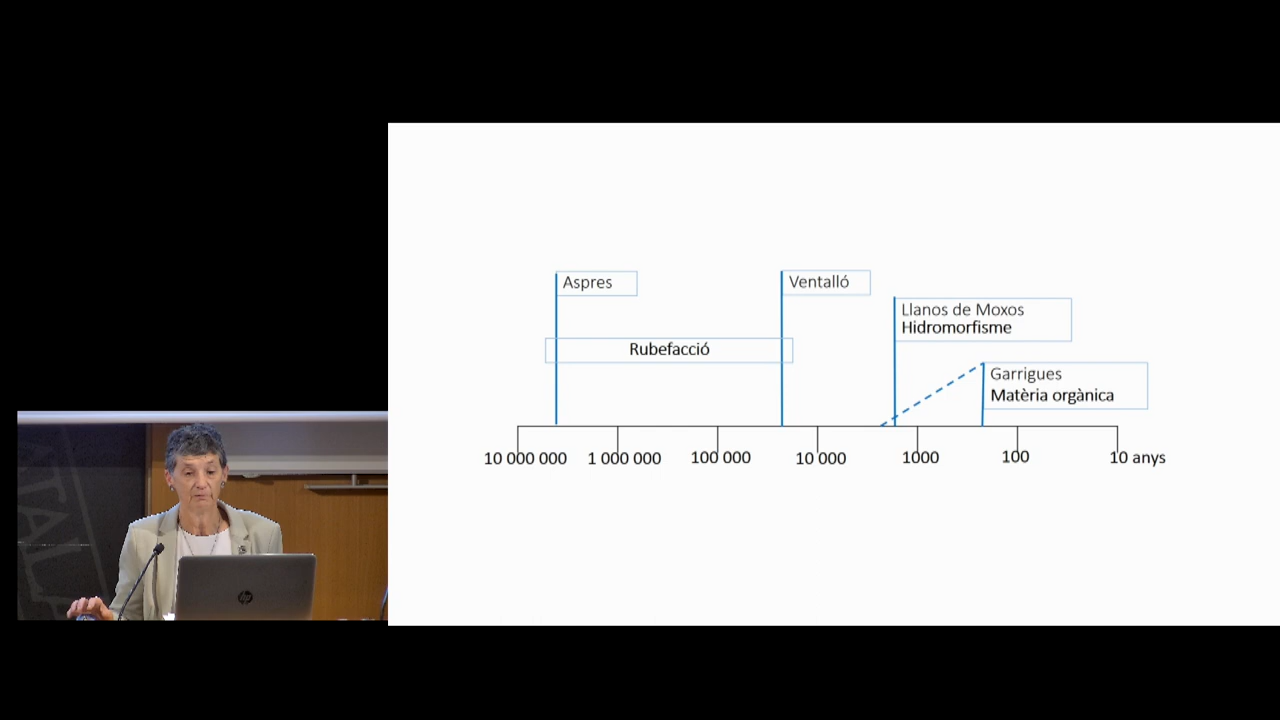 Aspres
Ventalló
Llanos de Moxos
Hidromorfisme
Rubefacció
Garrigues
Matèria orgànica
10 000 000
1 000 000
100 000
10 000
1000
100
10 anys
hp